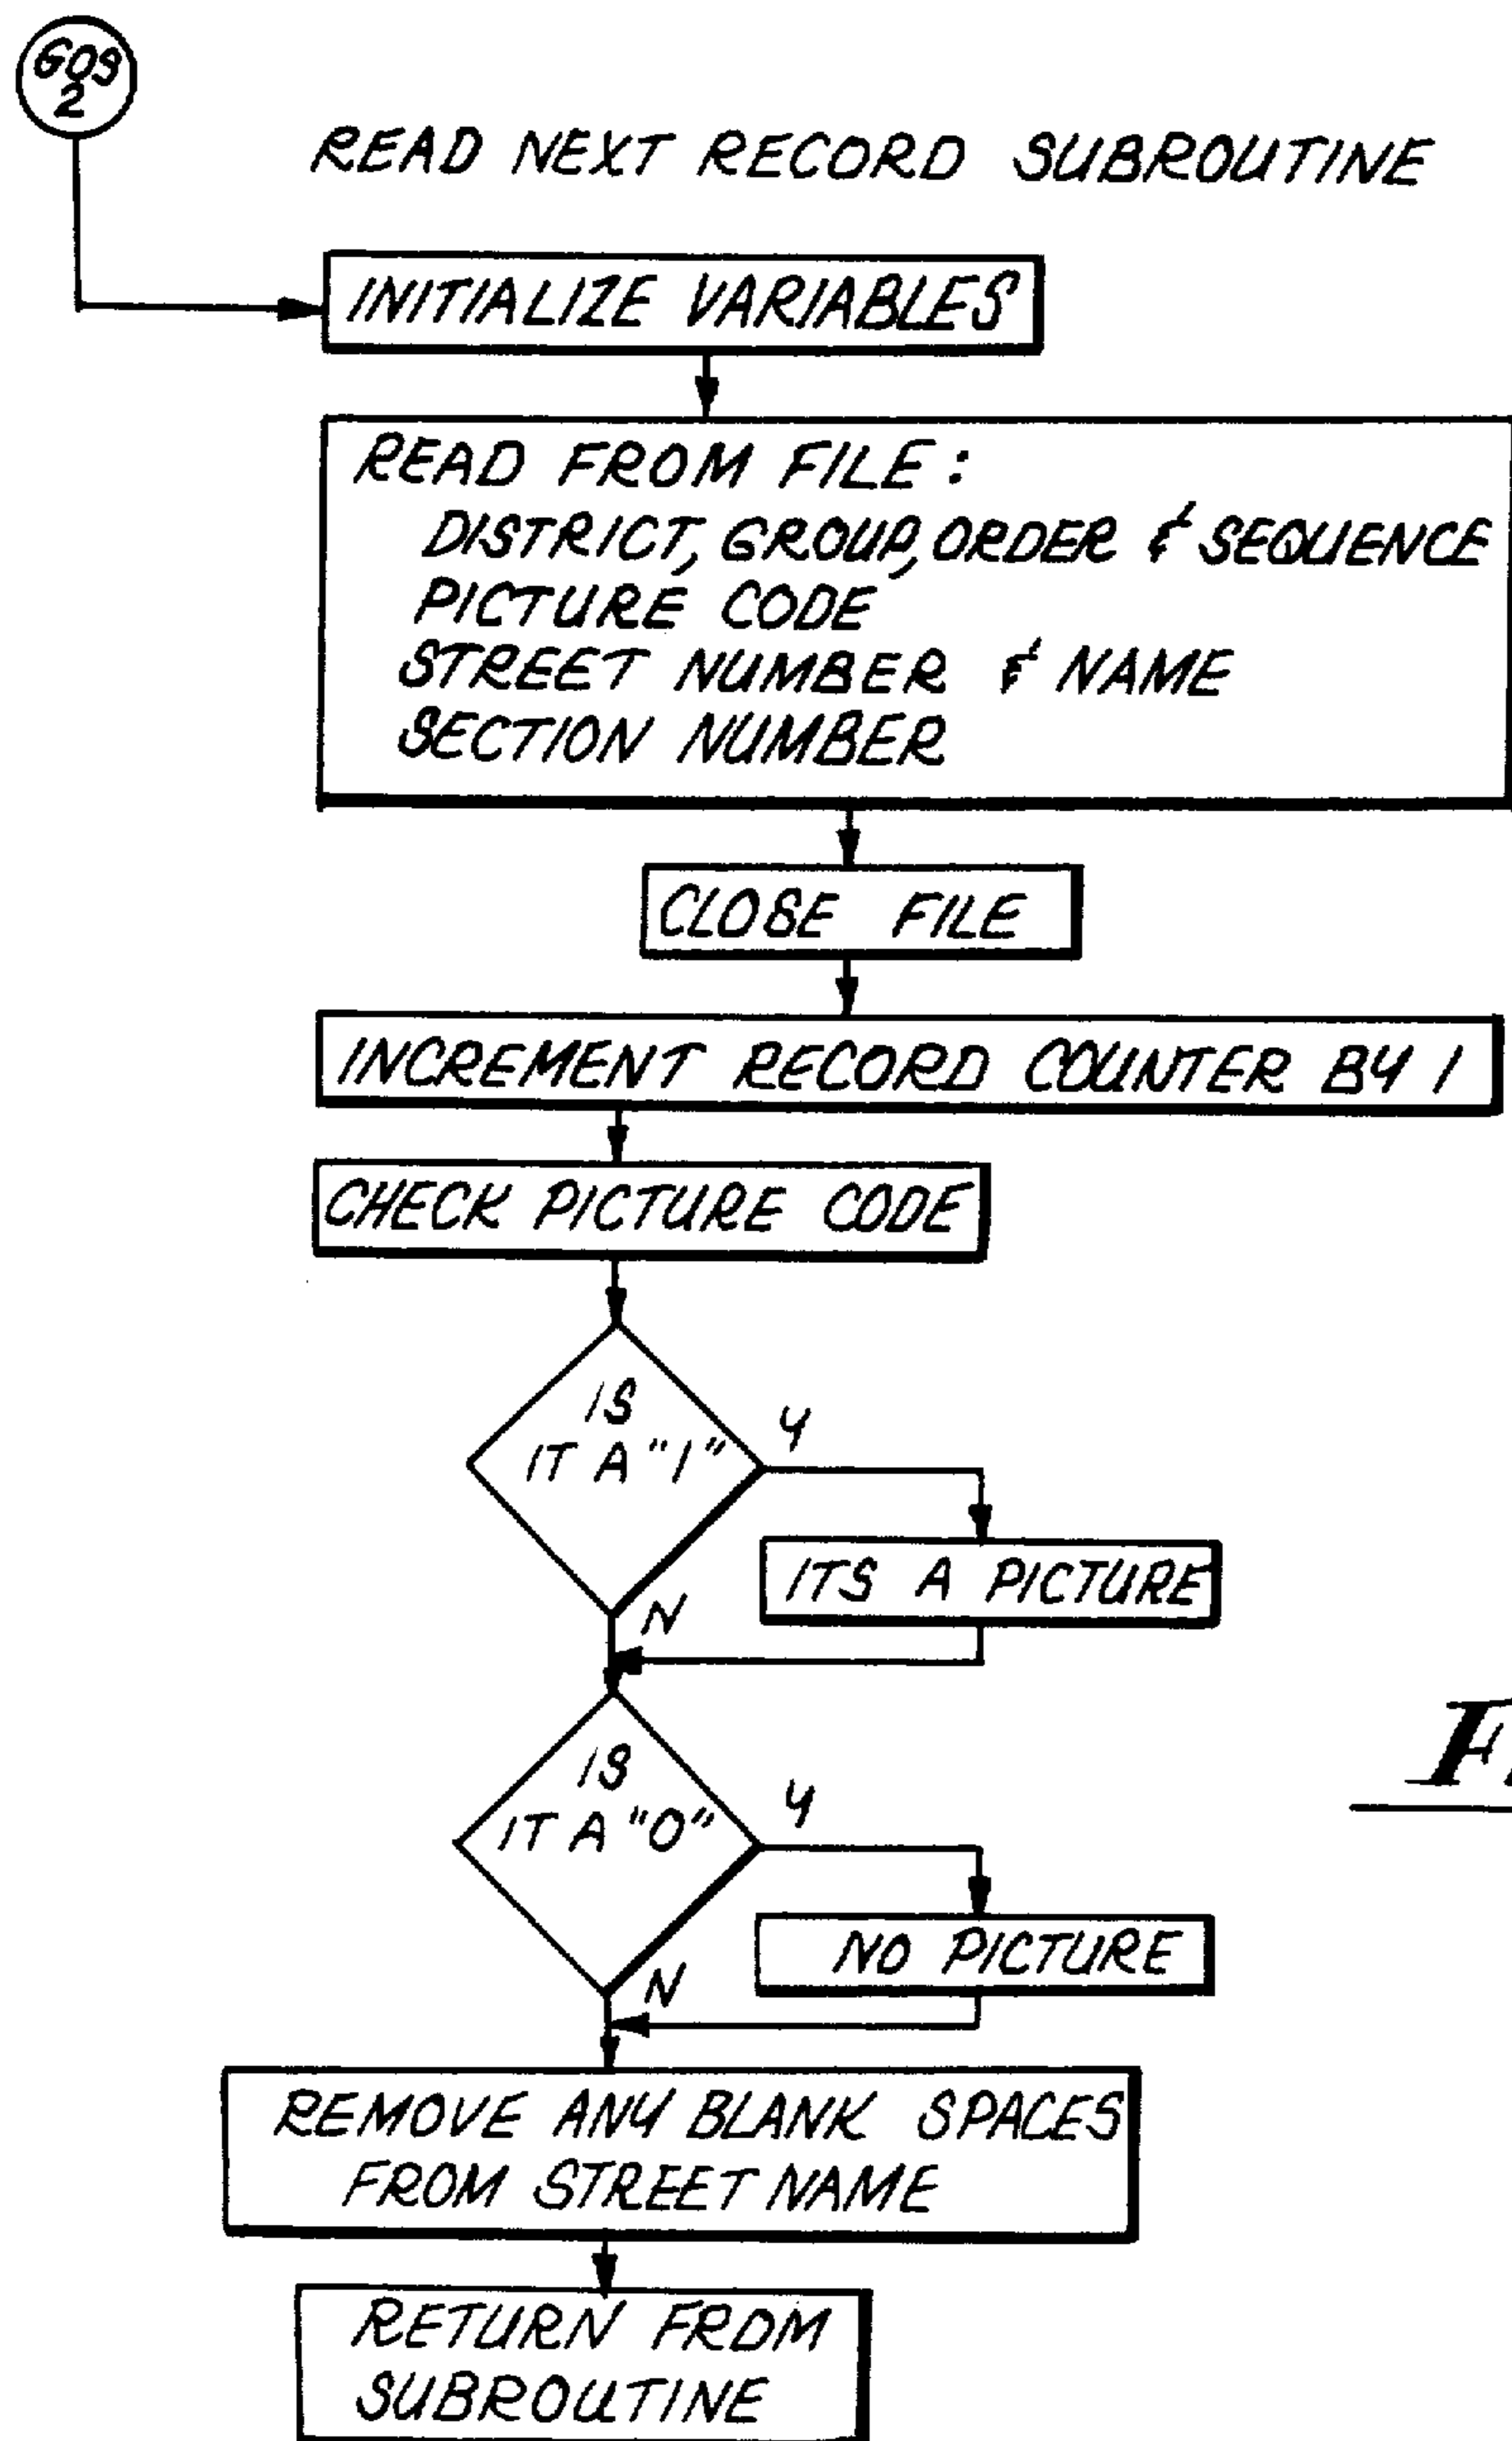 GOS
2
READ NEXT RECORD SUBROUTINE
INITIALIZE VARIABLES
READ FROM FILE:
DISTRICT, GROUP, ORDER & SEQUENCE
PICTURE CODE
STREET NUMBER & NAME
SECTION NUMBER
CLOSE FILE
INCREMENT RECORD COUNTER BY 1
CHECK PICTURE CODE
IS
IT A "1"
Y
ITS A PICTURE
N
IS
IT A "0"
Y
NO PICTURE
N
REMOVE ANY BLANK SPACES
FROM STREET NAME
RETURN FROM
SUBROUTINE